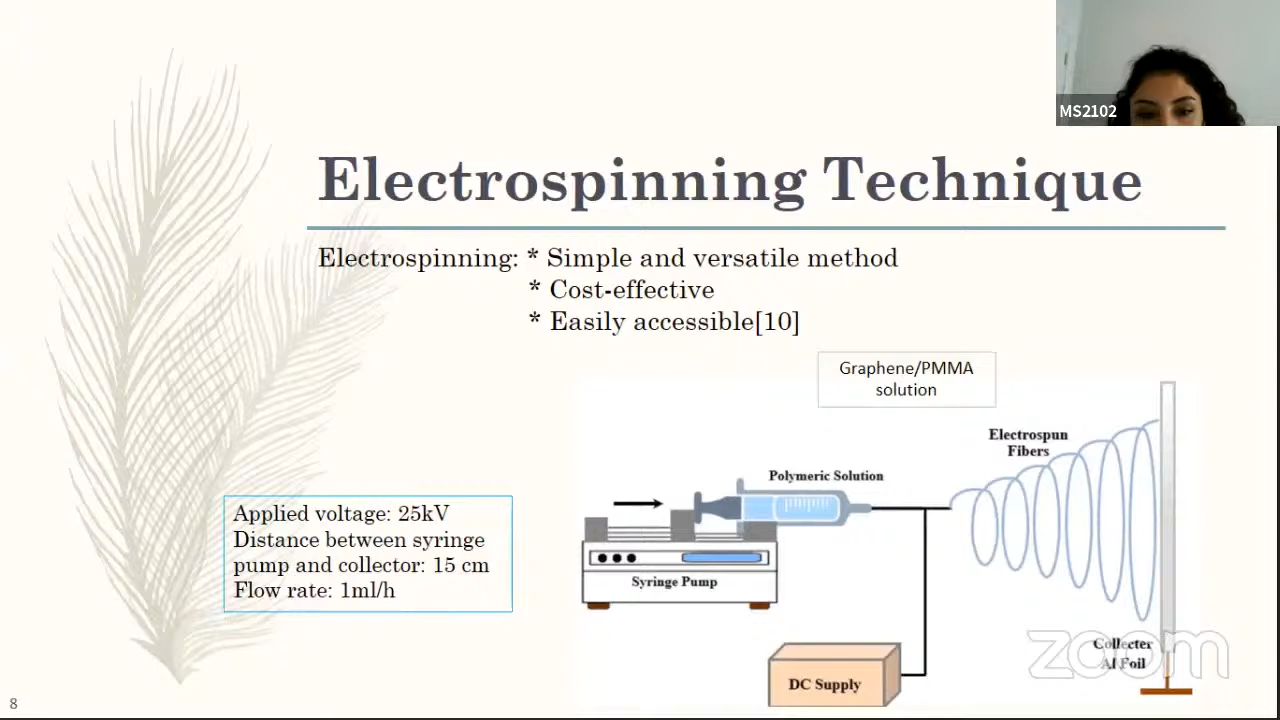 MS2102
Electrospinning Technique
Electrospinning: * Simple and versatile method
* Cost-effective
* Easily accessible[10]
Graphene/PMMA
solution
Electrospun
Fibers
Polymeric Solution
Applied voltage: 25kV
Distance between syringe
pump and collector: 15 cm
Flow rate: 1ml/h
Syringe Pump
DC Supply
Collecter
Al Foil
zoom
8